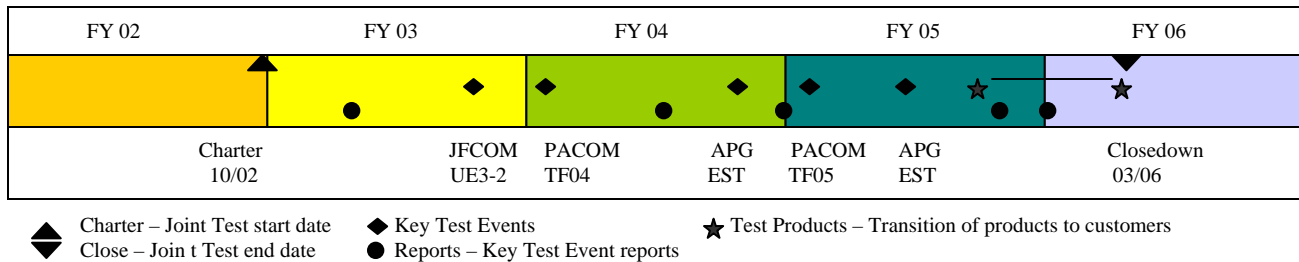 FY 02 FY 03 FY 04 FY 05 FY 06
Charter JFCOM PACOM APG PACOM APG Closedown
10/02 UE3-2 TF04 EST TF05 EST 03/06
Charter – Joint Test start date Key Test Events Test Products – Transition of products to customers
Close – Join t Test end date Reports – Key Test Event reports